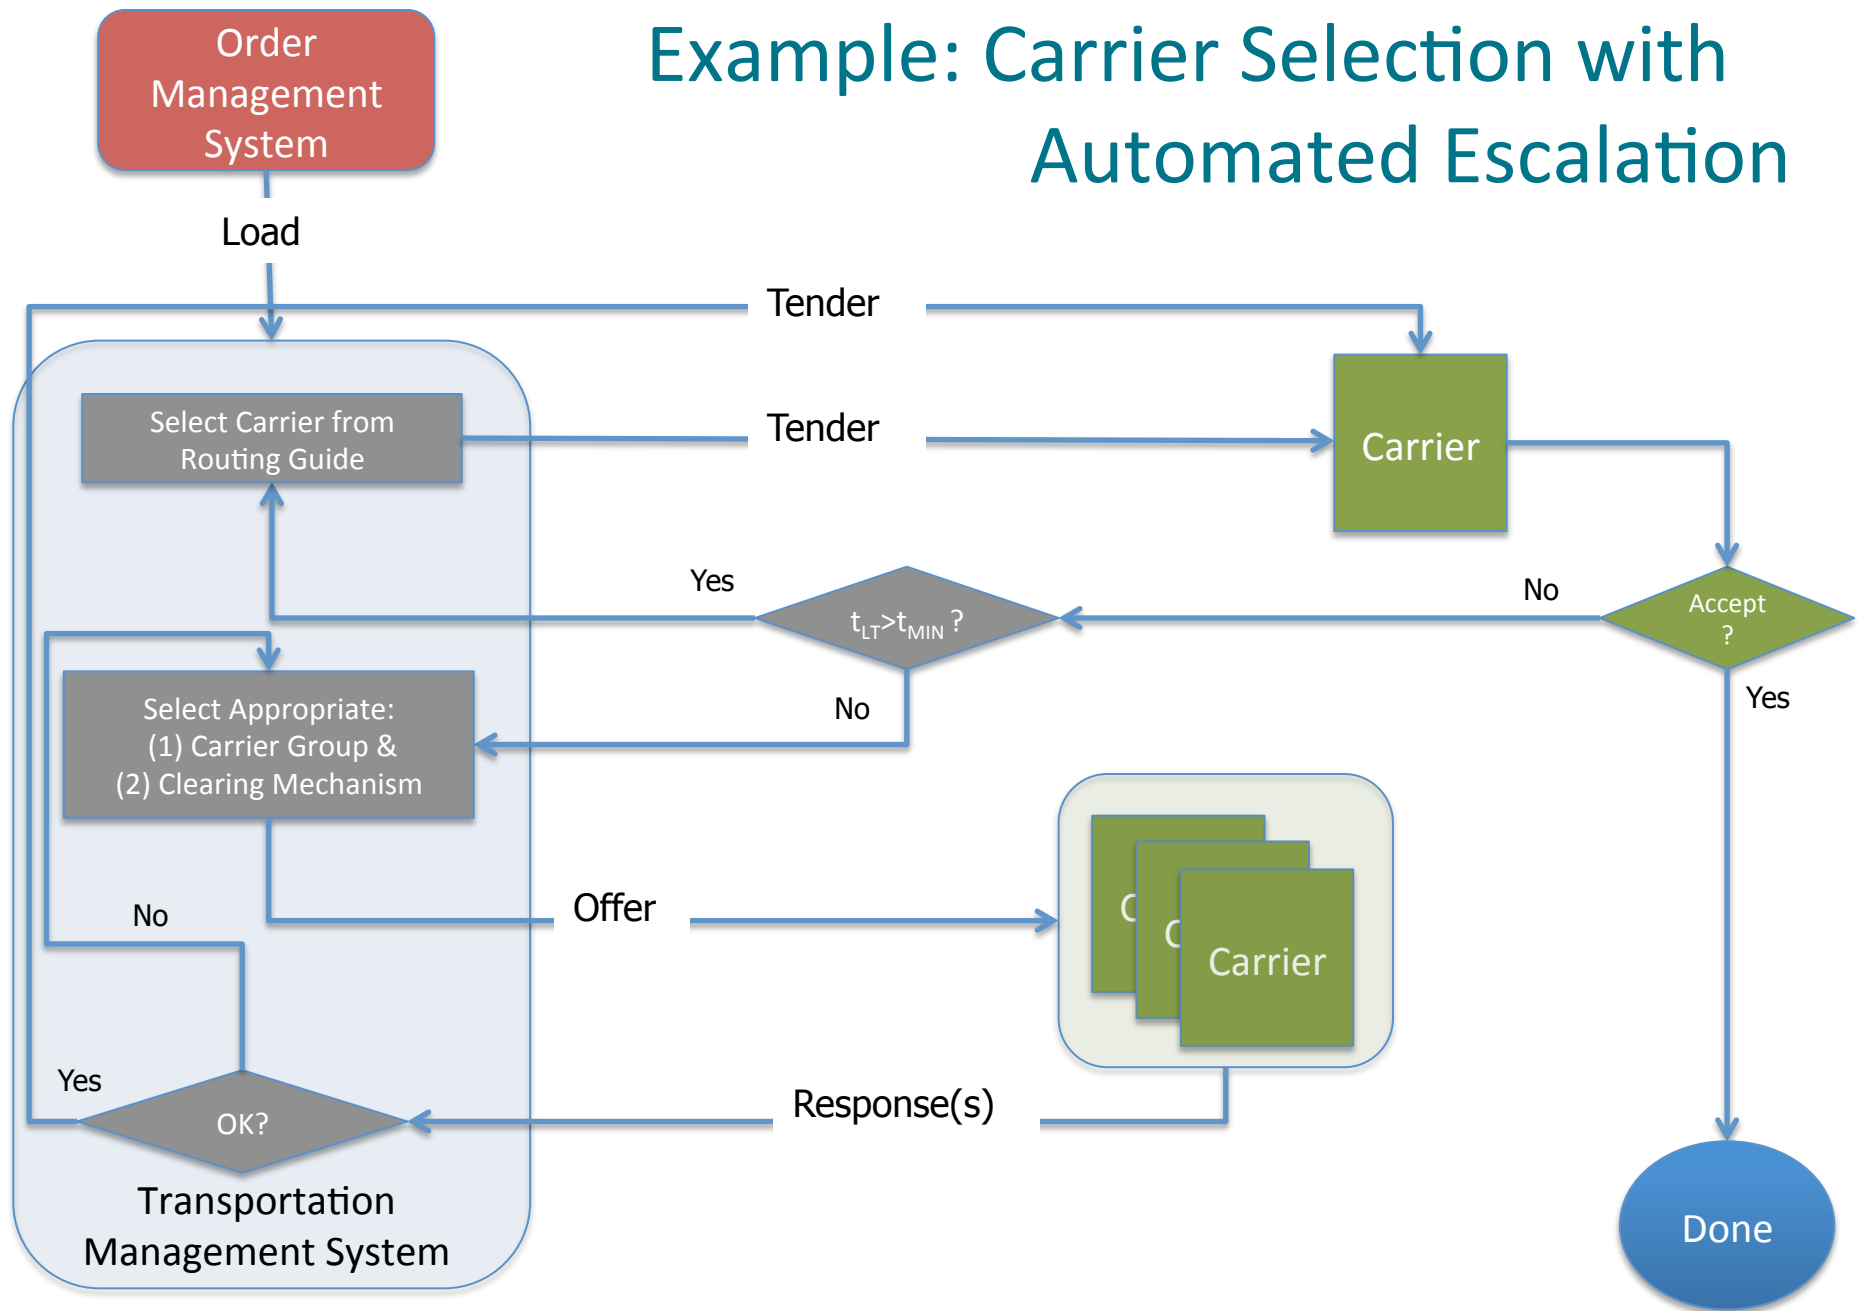 Example: Carrier Selection with
Automated Escalation
Order
Management
System
Load
Tender
Select Carrier from
Routing Guide
Tender
Carrier
Yes
tLT>tMIN ?
No
Accept
?
No
Yes
Select Appropriate:
(1) Carrier Group &
(2) Clearing Mechanism
Offer
C
C
Carrier
No
Yes
OK?
Response(s)
Transportation
Management System
Done